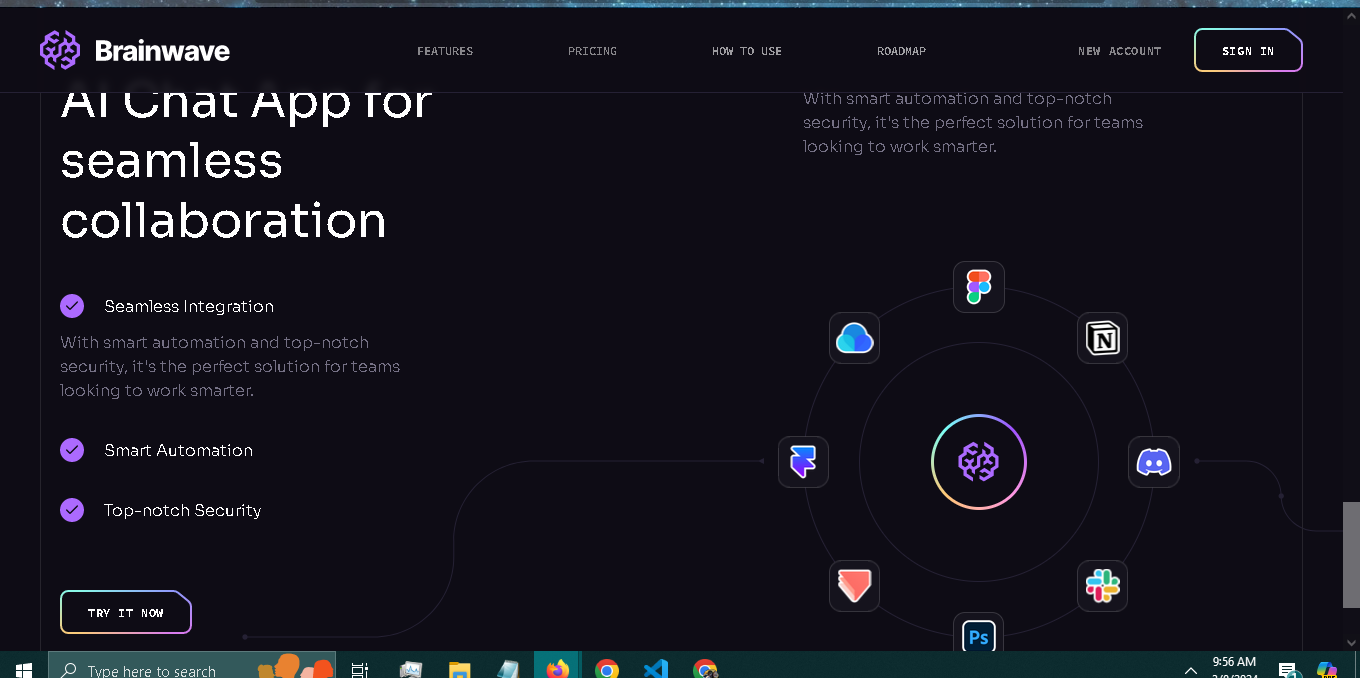 Brainwave
FEATURES
PRICING
HOW TO USE
ROADMAP
NEW ACCOUNT
SIGN IN
AI Chat App for
seamless
collaboration
With smart automation and top-notch
security, it's the perfect solution for teams
looking to work smarter.
Seamless Integration
With smart automation and top-notch
security, it's the perfect solution for teams
looking to work smarter.
Smart Automation
Top-notch Security
TRY IT NOW
N
Ps
Type here to search
9:56 AM